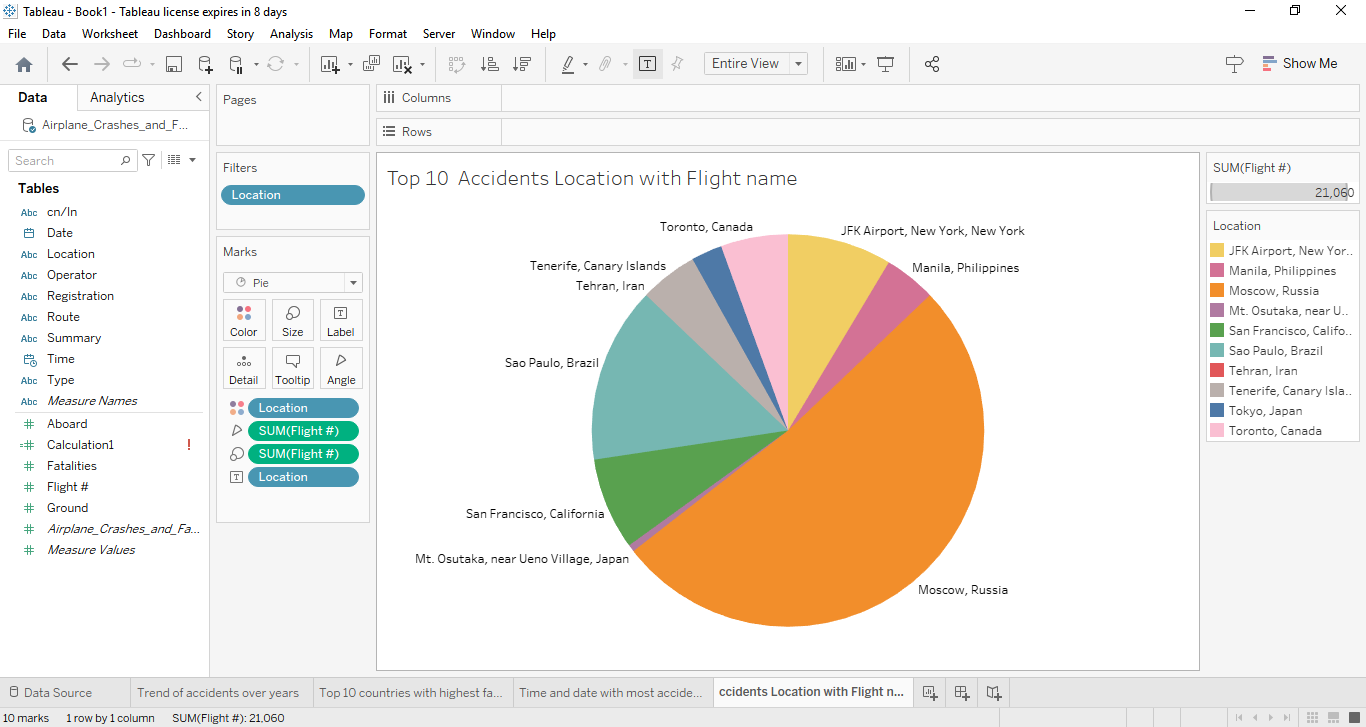 Tableau - Book1 - Tableau license expires in 8 days
File Data Worksheet Dashboard Story Analysis Map Format Server Window Help
Entire View
Show Me
Data Analytics
Airplane_Crashes_and_F...
Search
Tables
Abc cn/In
Date
Abc Location
Abc Operator
Abc Registration
Abc Route
Abc Summary
Time
Abc Type
Abc Measure Names
# Aboard
=# Calculation1 !
# Fatalities
# Flight #
# Ground
# Airplane_Crashes_and_Fa...
# Measure Values
Pages
Filters
Location
Marks
Pie
Color Size Label
T
Detail Tooltip Angle
Location
SUM(Flight #)
SUM(Flight #)
T Location
Columns
Rows
Top 10 Accidents Location with Flight name
Toronto, Canada
JFK Airport, New York, New York
Tenerife, Canary Islands
Manila, Philippines
Tehran, Iran
Sao Paulo, Brazil
San Francisco, California
Mt. Osutaka, near Ueno Village, Japan
Moscow, Russia
SUM(Flight #)
21,060
Location
JFK Airport, New Yor..
Manila, Philippines
Moscow, Russia
Mt. Osutaka, near U..
San Francisco, Califo..
Sao Paulo, Brazil
Tehran, Iran
Tenerife, Canary Isla..
Tokyo, Japan
Toronto, Canada
Data Source Trend of accidents over years Top 10 countries with highest fa... Time and date with most accide... ccidents Location with Flight n...
10 marks 1 row by 1 column SUM(Flight #): 21,060